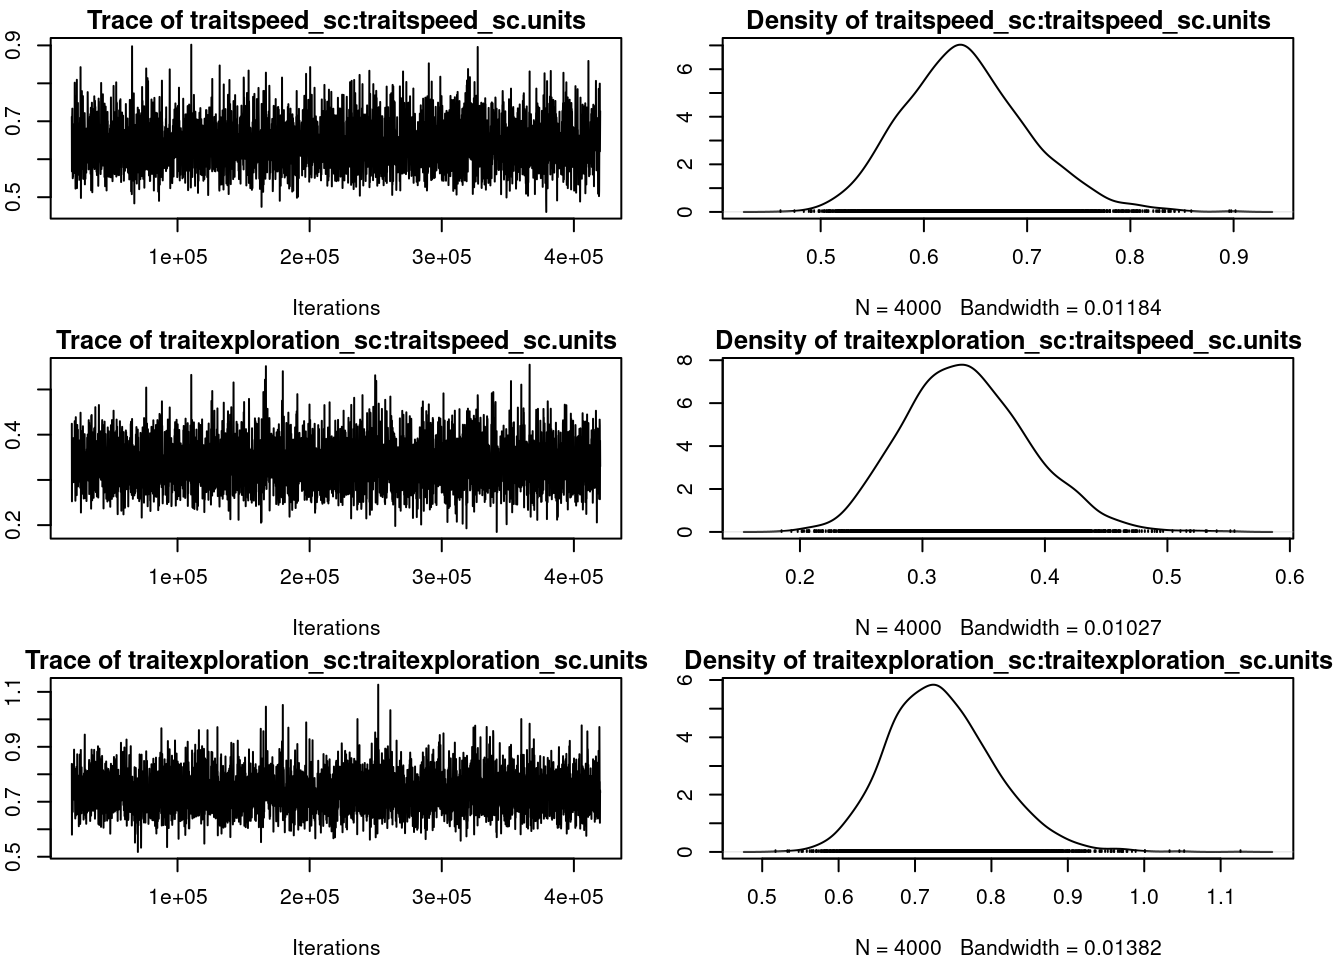 Trace of traitspeed_sc:traitspeed_sc.units
0.5 0.7 0.9
1e+05 2e+05 3e+05 4e+05
Iterations
Density of traitspeed_sc:traitspeed_sc.units
0 2 4 6
0.5 0.6 0.7 0.8 0.9
N = 4000 Bandwidth = 0.01184
Trace of traitexploration_sc:traitspeed_sc.units
0.2 0.4
1e+05 2e+05 3e+05 4e+05
Iterations
Density of traitexploration_sc:traitspeed_sc.units
0 2 4 6 8
0.2 0.3 0.4 0.5 0.6
N = 4000 Bandwidth = 0.01027
Trace of traitexploration_sc:traitexploration_sc.units
0.5 0.7 0.9 1.1
1e+05 2e+05 3e+05 4e+05
Iterations
Density of traitexploration_sc:traitexploration_sc.units
0 2 4 6
0.5 0.6 0.7 0.8 0.9 1.0 1.1
N = 4000 Bandwidth = 0.01382